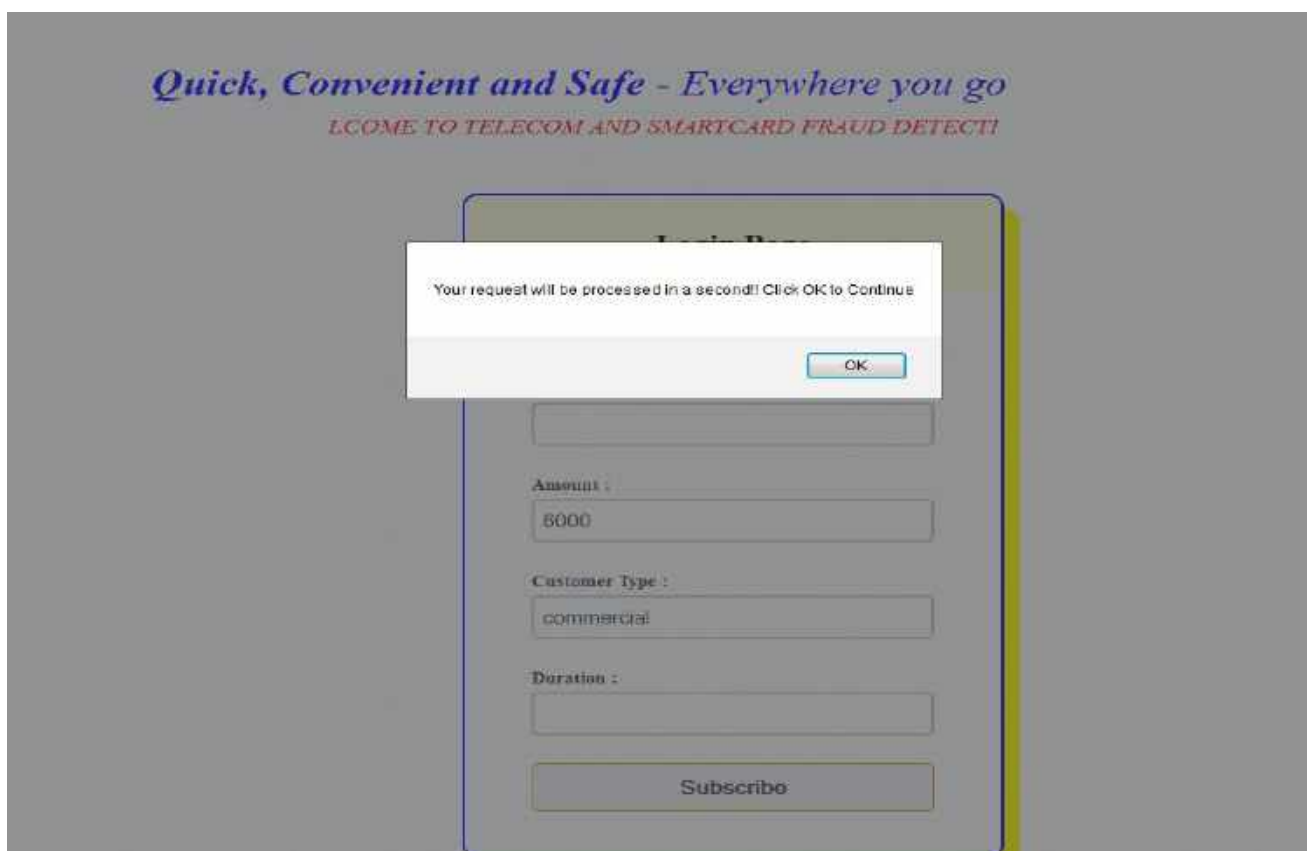 Quick, Convenient and Safe - Everywhere you go
LCOME TO TELECOM AND SMARTCARD FRAUD DETECTI
Your request will be processed in a second!! Click OK to Continue
OK
Amount :
6000
Customer Type :
commercial
Duration :
Subscribe